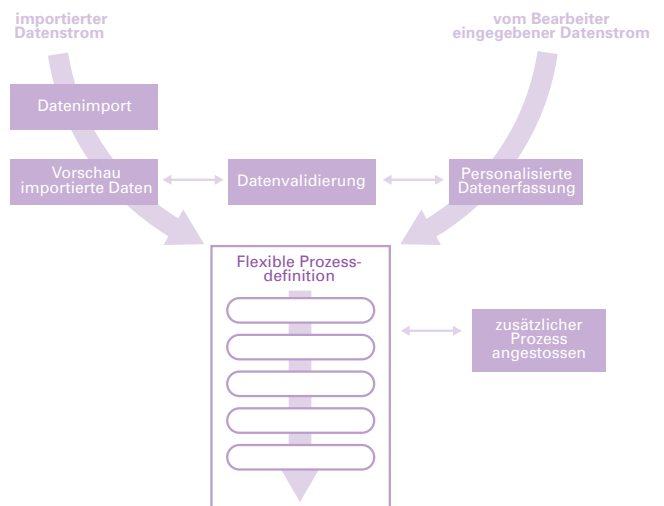 importierter
Datenstrom
vom Bearbeiter
eingegebener Datenstrom
Datenimport
Vorschau
importierte Daten
Datenvalidierung
Personalisierte
Datenerfassung
Flexible Prozess-
definition
zusätzlicher
Prozess
angestossen